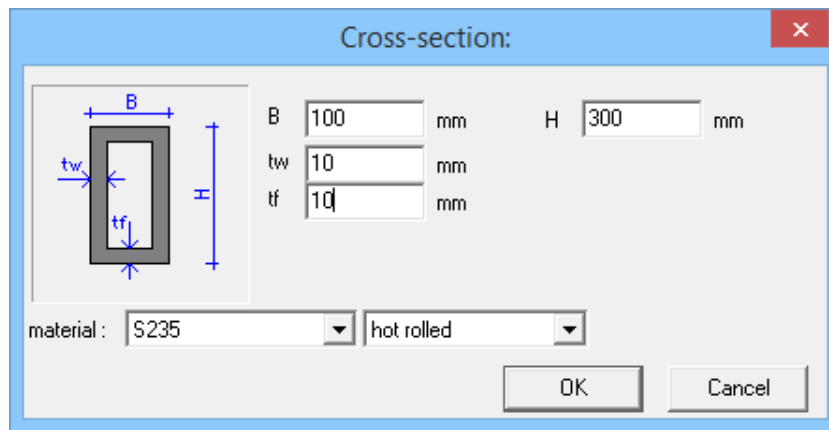 Cross-section:
B
tw
tf
H
B 100 mm H 300 mm
tw 10 mm
tf 10 mm
material : S235 hot rolled
OK Cancel